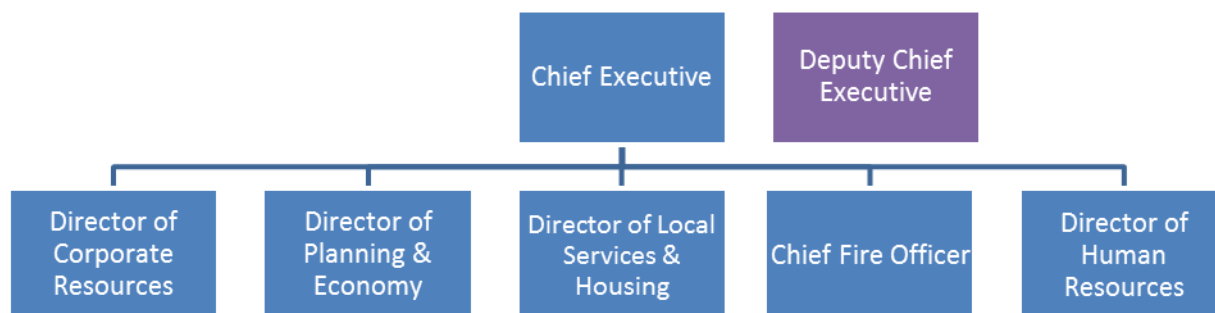 Chief Executive
Deputy Chief
Executive
Director of
Corporate
Resources
Director of
Planning &
Economy
Director of Local
Services &
Housing
Chief Fire Officer
Director of
Human
Resources